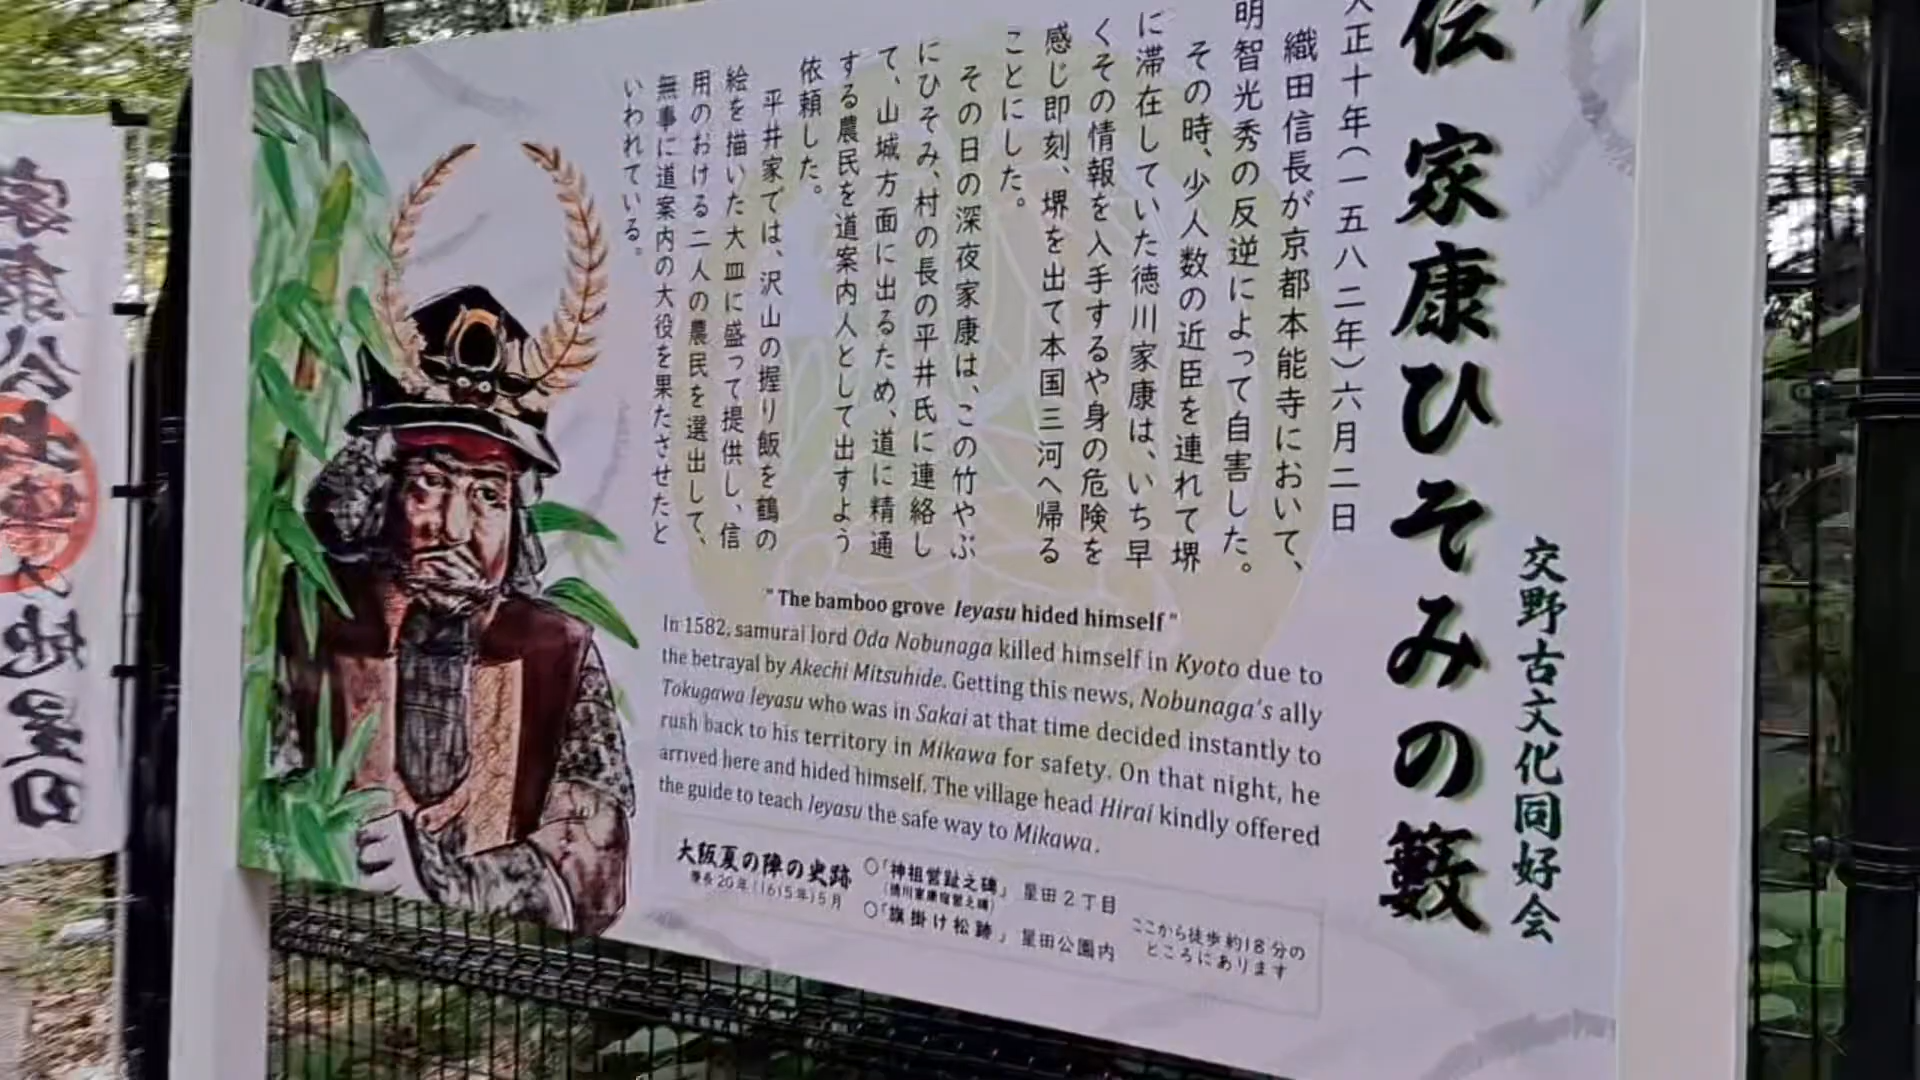 伝 家康ひそみの藪
交野古文化同好会
正十年(一五八二年)六月二日
織田信長が京都本能寺において、
明智光秀の反逆によって自害した。
その時、少人数の近臣を連れて堺
に滞在していた徳川家康は、いち早
くその情報を入手するや身の危険を
感じ即刻、堺を出て本国三河へ帰る
ことにした。
その日の深夜家康は、この竹やぶ
にひそみ、村の長の平井氏に連絡し
て、山城方面に出るため、道に精通
する農民を道案内人として出すよう
依頼した。
平井家では、沢山の握り飯を鶴の
絵を描いた大皿に盛って提供し、信
用のおける二人の農民を選出して、
無事に道案内の大役を果たさせたと
いわれている。
" The bamboo grove Ieyasu hided himself "
In 1582, samurai lord Oda Nobunaga killed himself in Kyoto due to
the betrayal by Akechi Mitsuhide. Getting this news, Nobunaga's ally
Tokugawa Ieyasu who was in Sakai at that time decided instantly to
rush back to his territory in Mikawa for safety. On that night, he
arrived here and hided himself. The village head Hirai kindly offered
the guide to teach Ieyasu the safe way to Mikawa.
大阪夏の陣の史跡
慶長20年(1615年)5月
○「神祖営趾之碑」 星田2丁目
(徳川家康宿営之碑)
○「旗掛け松跡」 星田公園内
ここから徒歩約18分の
ところにあります
家康公
地星田